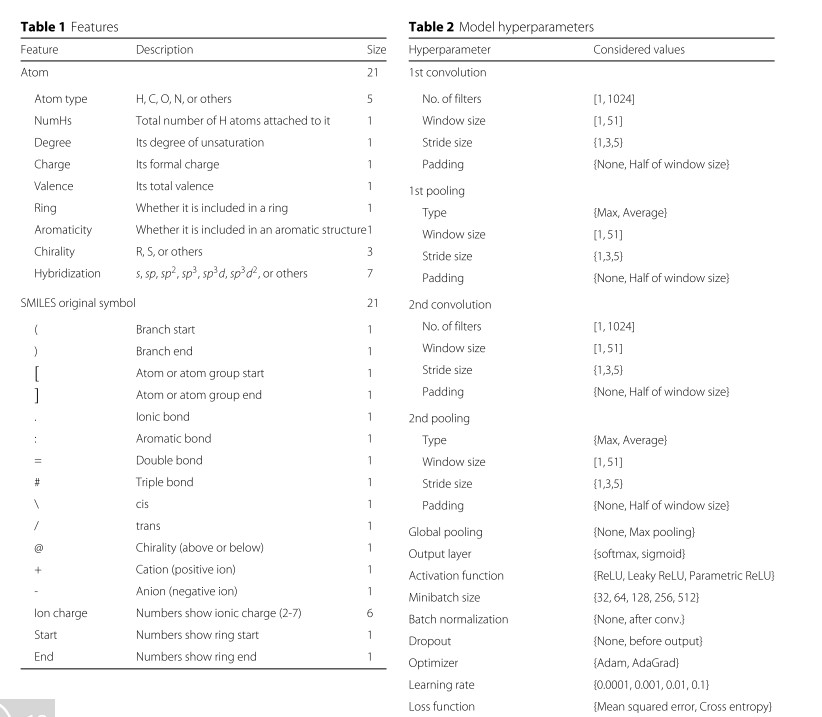 Table 1 Features
Feature Description Size
Atom 21
Atom type H, C, O, N, or others 5
NumHs Total number of H atoms attached to it 1
Degree Its degree of unsaturation 1
Charge Its formal charge 1
Valence Its total valence 1
Ring Whether it is included in a ring 1
Aromaticity Whether it is included in an aromatic structure 1
Chirality R, S, or others 3
Hybridization s, sp, sp², sp³, sp³d, sp³d², or others 7
SMILES original symbol 21
( Branch start 1
) Branch end 1
[ Atom or atom group start 1
] Atom or atom group end 1
. Ionic bond 1
: Aromatic bond 1
= Double bond 1
# Triple bond 1
\ cis 1
/ trans 1
@ Chirality (above or below) 1
+ Cation (positive ion) 1
- Anion (negative ion) 1
Ion charge Numbers show ionic charge (2-7) 6
Start Numbers show ring start 1
End Numbers show ring end 1
Table 2 Model hyperparameters
Hyperparameter Considered values
1st convolution
No. of filters [1, 1024]
Window size [1, 51]
Stride size {1,3,5}
Padding {None, Half of window size}
1st pooling
Type {Max, Average}
Window size [1, 51]
Stride size {1,3,5}
Padding {None, Half of window size}
2nd convolution
No. of filters [1, 1024]
Window size [1, 51]
Stride size {1,3,5}
Padding {None, Half of window size}
2nd pooling
Type {Max, Average}
Window size [1, 51]
Stride size {1,3,5}
Padding {None, Half of window size}
Global pooling {None, Max pooling}
Output layer {softmax, sigmoid}
Activation function {ReLU, Leaky ReLU, Parametric ReLU}
Minibatch size {32, 64, 128, 256, 512}
Batch normalization {None, after conv.}
Dropout {None, before output}
Optimizer {Adam, AdaGrad}
Learning rate {0.0001, 0.001, 0.01, 0.1}
Loss function {Mean squared error, Cross entropy}